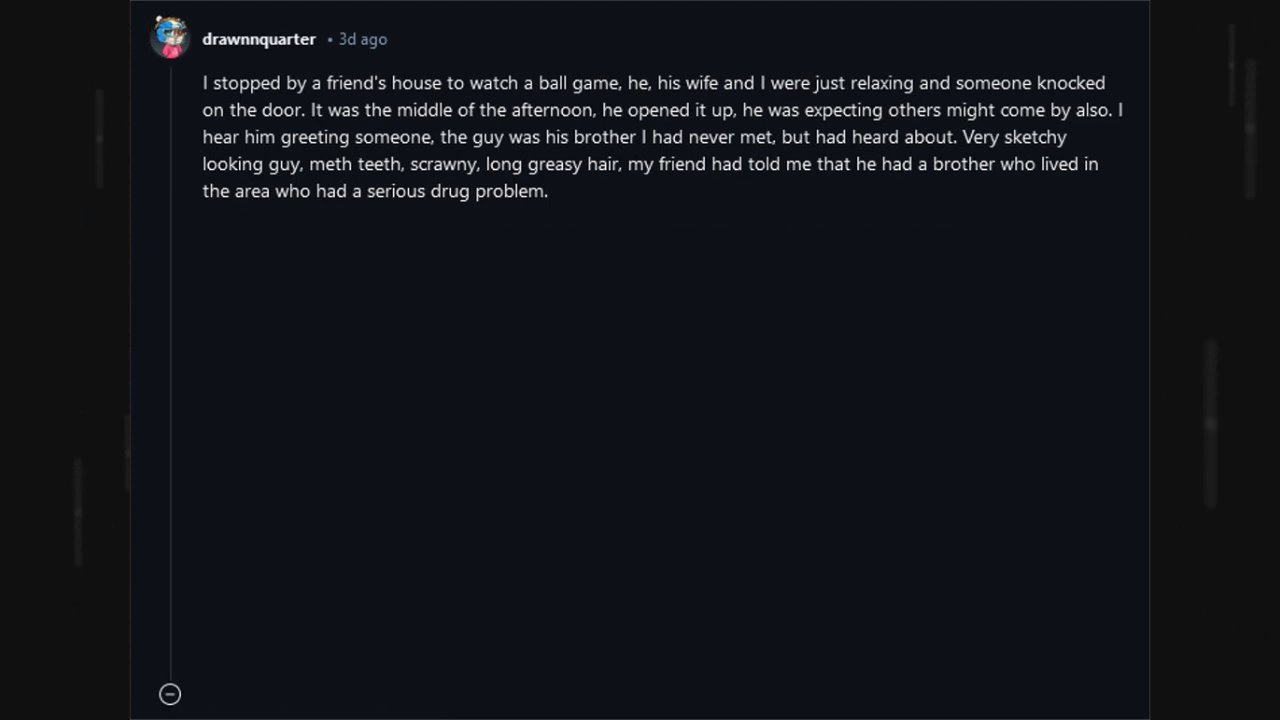 drawnnquarter • 3d ago
I stopped by a friend's house to watch a ball game, he, his wife and I were just relaxing and someone knocked
on the door. It was the middle of the afternoon, he opened it up, he was expecting others might come by also. I
hear him greeting someone, the guy was his brother I had never met, but had heard about. Very sketchy
looking guy, meth teeth, scrawny, long greasy hair, my friend had told me that he had a brother who lived in
the area who had a serious drug problem.